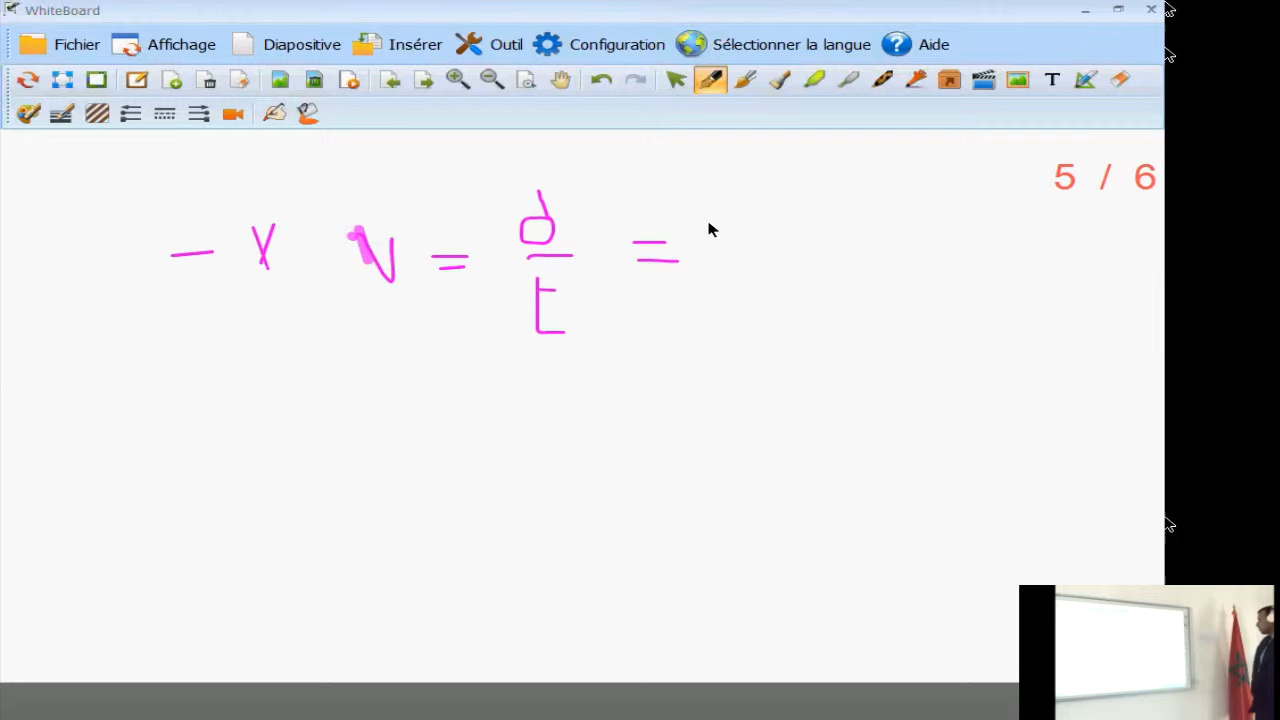 WhiteBoard
Fichier Affichage Diapositive Insérer Outil Configuration Sélectionner la langue Aide
5 / 6
— X V = d/t =